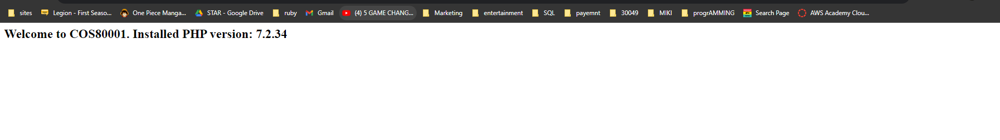 sites Legion - First Seaso... One Piece Manga... STAR - Google Drive ruby Gmail (4) 5 GAME CHANG... Marketing entertainment SQL payemnt 30049 MIKI progrAMMING Search Page AWS Academy Clou...
Welcome to COS80001. Installed PHP version: 7.2.34